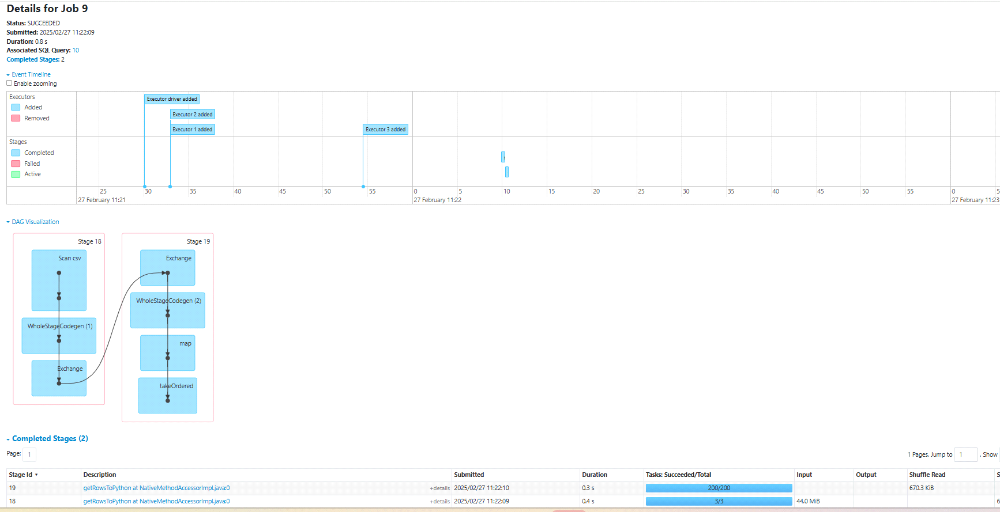 Details for Job 9
Status: SUCCEEDED
Submitted: 2025/02/27 11:22:09
Duration: 0.8 s
Associated SQL Query: 10
Completed Stages: 2
Event Timeline
Enable zooming
Executors
Added
Removed
Executor driver added
Executor 2 added
Executor 1 added
Executor 3 added
Stages
Completed
Failed
Active
25 30 35 40 45 50 55 0 5 10 15 20 25 30 35 40 45 50 55 0 5
27 February 11:21 27 February 11:22 27 February 11:23
DAG Visualization
Stage 18
Scan csv
WholeStageCodegen (1)
Exchange
Stage 19
Exchange
WholeStageCodegen (2)
map
takeOrdered
Completed Stages (2)
Page: 1 1 Pages. Jump to 1 . Show
Stage Id ▾ Description Submitted Duration Tasks: Succeeded/Total Input Output Shuffle Read S
19 getRowsToPython at NativeMethodAccessorImpl.java:0 +details 2025/02/27 11:22:10 0.3 s 200/200 670.3 KiB
18 getRowsToPython at NativeMethodAccessorImpl.java:0 +details 2025/02/27 11:22:09 0.4 s 3/3 44.0 MiB 6